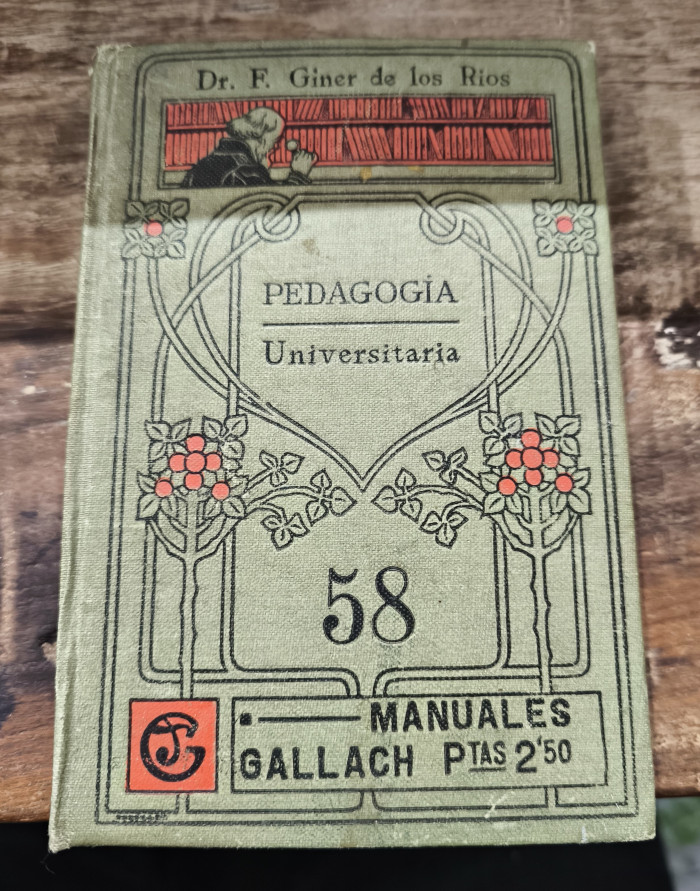 Dr. F. Giner de los Rios
PEDAGOGÍA
Universitaria
58
MANUALES
GALLACH PTAS 2'50